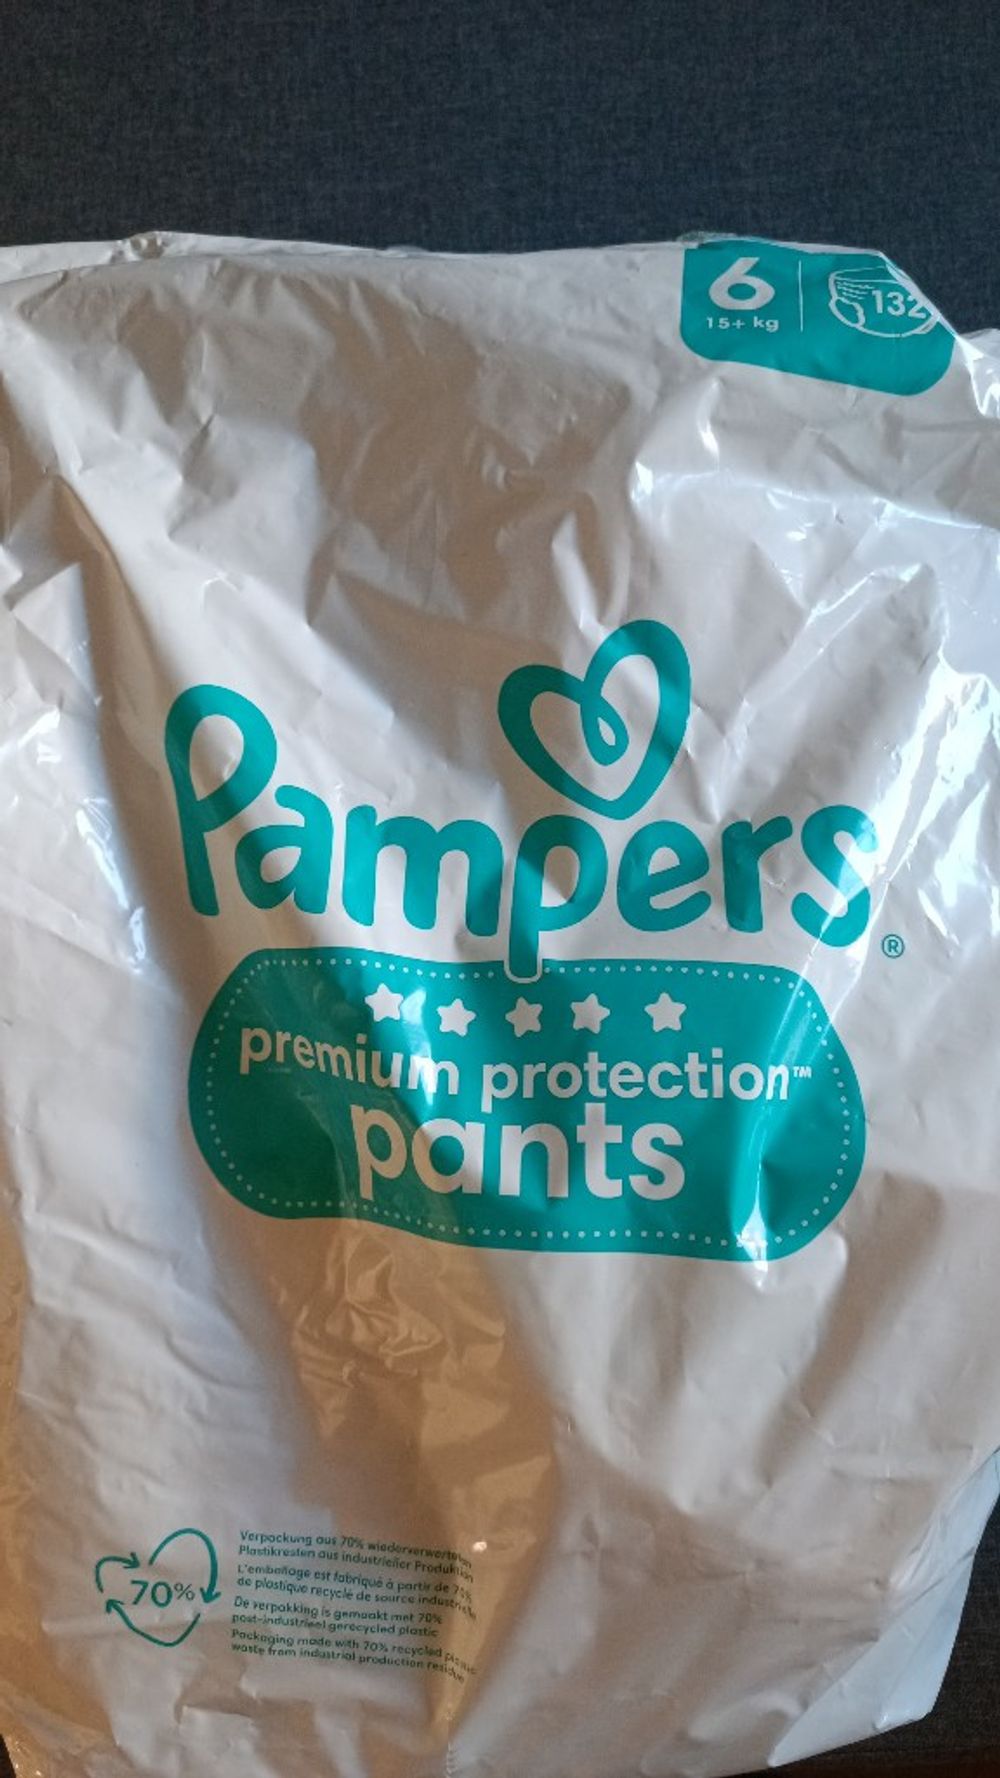 6
15+ kg
132
Pampers®
premium protection™
pants
70%
Verpackung aus 70% wiederverwerteten
Plastikresten aus industrieller Produktion
L'emballage est fabriqué à partir de 70%
de plastique recyclé de source industrielle
De verpakking is gemaakt met 70%
post-industrieel gerecycled plastic
Packaging made with 70% recycled plastic
waste from industrial production residue